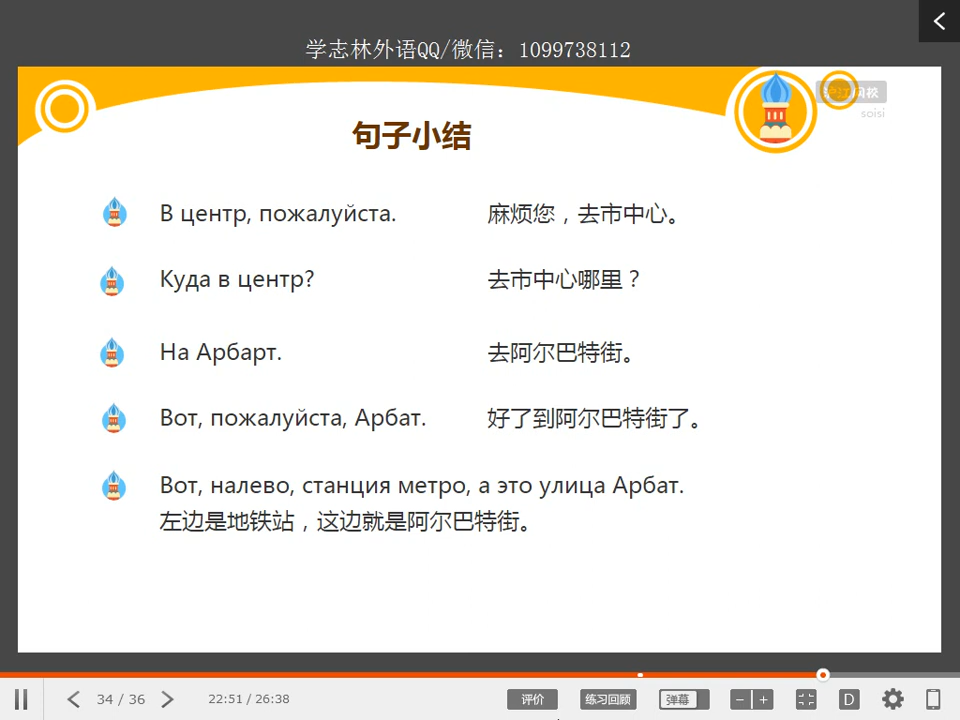 学志林外语QQ/微信：1099738112
沪江网校
soisi
句子小结
В центр, пожалуйста. 麻烦您，去市中心。
Куда в центр? 去市中心哪里？
На Арбарт. 去阿尔巴特街。
Вот, пожалуйста, Арбат. 好了到阿尔巴特街了。
Вот, налево, станция метро, а это улица Арбат.
左边是地铁站，这边就是阿尔巴特街。
34 / 36 22:51 / 26:38 评价 练习回顾 弹幕 D